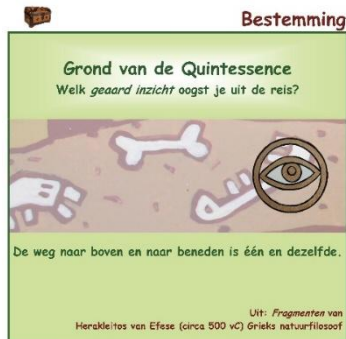 Bestemming
Grond van de Quintessence
Welk geaard inzicht oogst je uit de reis?
De weg naar boven en naar beneden is één en dezelfde.
Uit: Fragmenten van
Herakleitos van Efese (circa 500 vC) Grieks natuurfilosoof